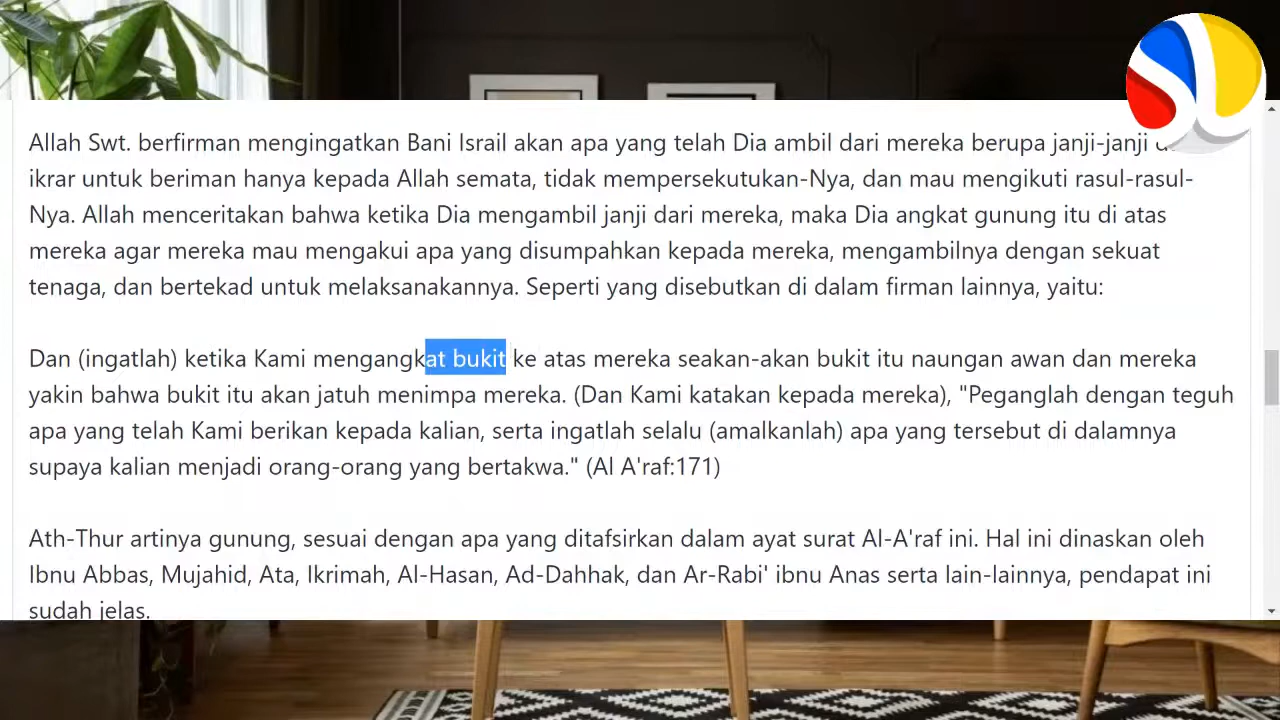 Allah Swt. berfirman mengingatkan Bani Israil akan apa yang telah Dia ambil dari mereka berupa janji-janji
ikrar untuk beriman hanya kepada Allah semata, tidak mempersekutukan-Nya, dan mau mengikuti rasul-rasul-
Nya. Allah menceritakan bahwa ketika Dia mengambil janji dari mereka, maka Dia angkat gunung itu di atas
mereka agar mereka mau mengakui apa yang disumpahkan kepada mereka, mengambilnya dengan sekuat
tenaga, dan bertekad untuk melaksanakannya. Seperti yang disebutkan di dalam firman lainnya, yaitu:
Dan (ingatlah) ketika Kami mengangkat bukit ke atas mereka seakan-akan bukit itu naungan awan dan mereka
yakin bahwa bukit itu akan jatuh menimpa mereka. (Dan Kami katakan kepada mereka), "Peganglah dengan teguh
apa yang telah Kami berikan kepada kalian, serta ingatlah selalu (amalkanlah) apa yang tersebut di dalamnya
supaya kalian menjadi orang-orang yang bertakwa." (Al A'raf:171)
Ath-Thur artinya gunung, sesuai dengan apa yang ditafsirkan dalam ayat surat Al-A'raf ini. Hal ini dinaskan oleh
Ibnu Abbas, Mujahid, Ata, Ikrimah, Al-Hasan, Ad-Dahhak, dan Ar-Rabi' ibnu Anas serta lain-lainnya, pendapat ini
sudah jelas.